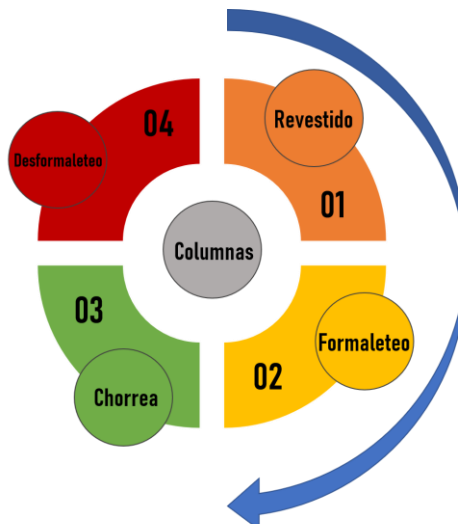 04
Revestido
Desformaleteo
01
Columnas
03
Formaleteo
02
Chorrea